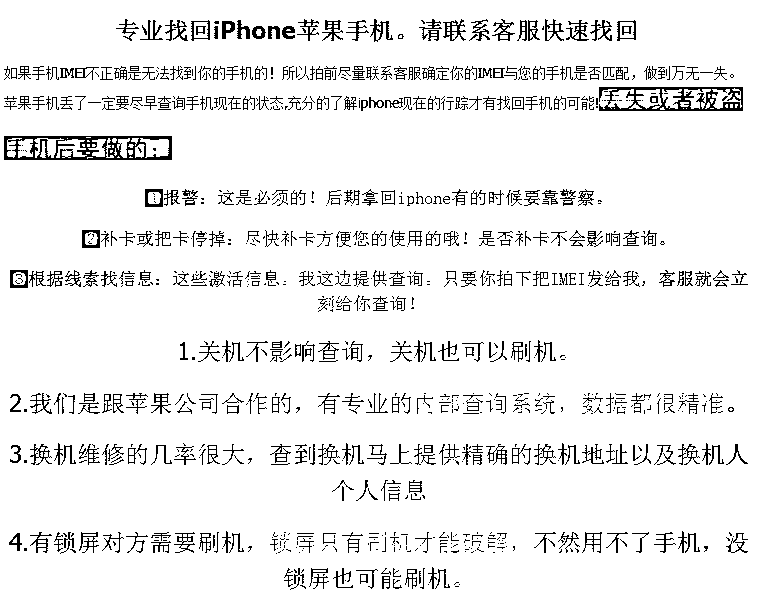 专业找回iPhone苹果手机。请联系客服快速找回
如果手机IMEI不正确是无法找到你的手机的！所以拍前尽量联系客服确定你的IMEI与您的手机是否匹配，做到万无一失。
苹果手机丢了一定要尽早查询手机现在的状态,充分的了解iphone现在的行踪才有找回手机的可能!丢失或者被盗
手机后要做的：
①报警：这是必须的！后期拿回iphone有的时候要靠警察。
②补卡或把卡停掉：尽快补卡方便您的使用的哦！是否补卡不会影响查询。
③根据线索找信息：这些激活信息。我这边提供查询。只要你拍下把IMEI发给我，客服就会立
刻给你查询！
1.关机不影响查询，关机也可以刷机。
2.我们是跟苹果公司合作的，有专业的内部查询系统，数据都很精准。
3.换机维修的几率很大，查到换机马上提供精确的换机地址以及换机人
个人信息
4.有锁屏对方需要刷机，锁屏只有刷机才能破解，不然用不了手机，没
锁屏也可能刷机。